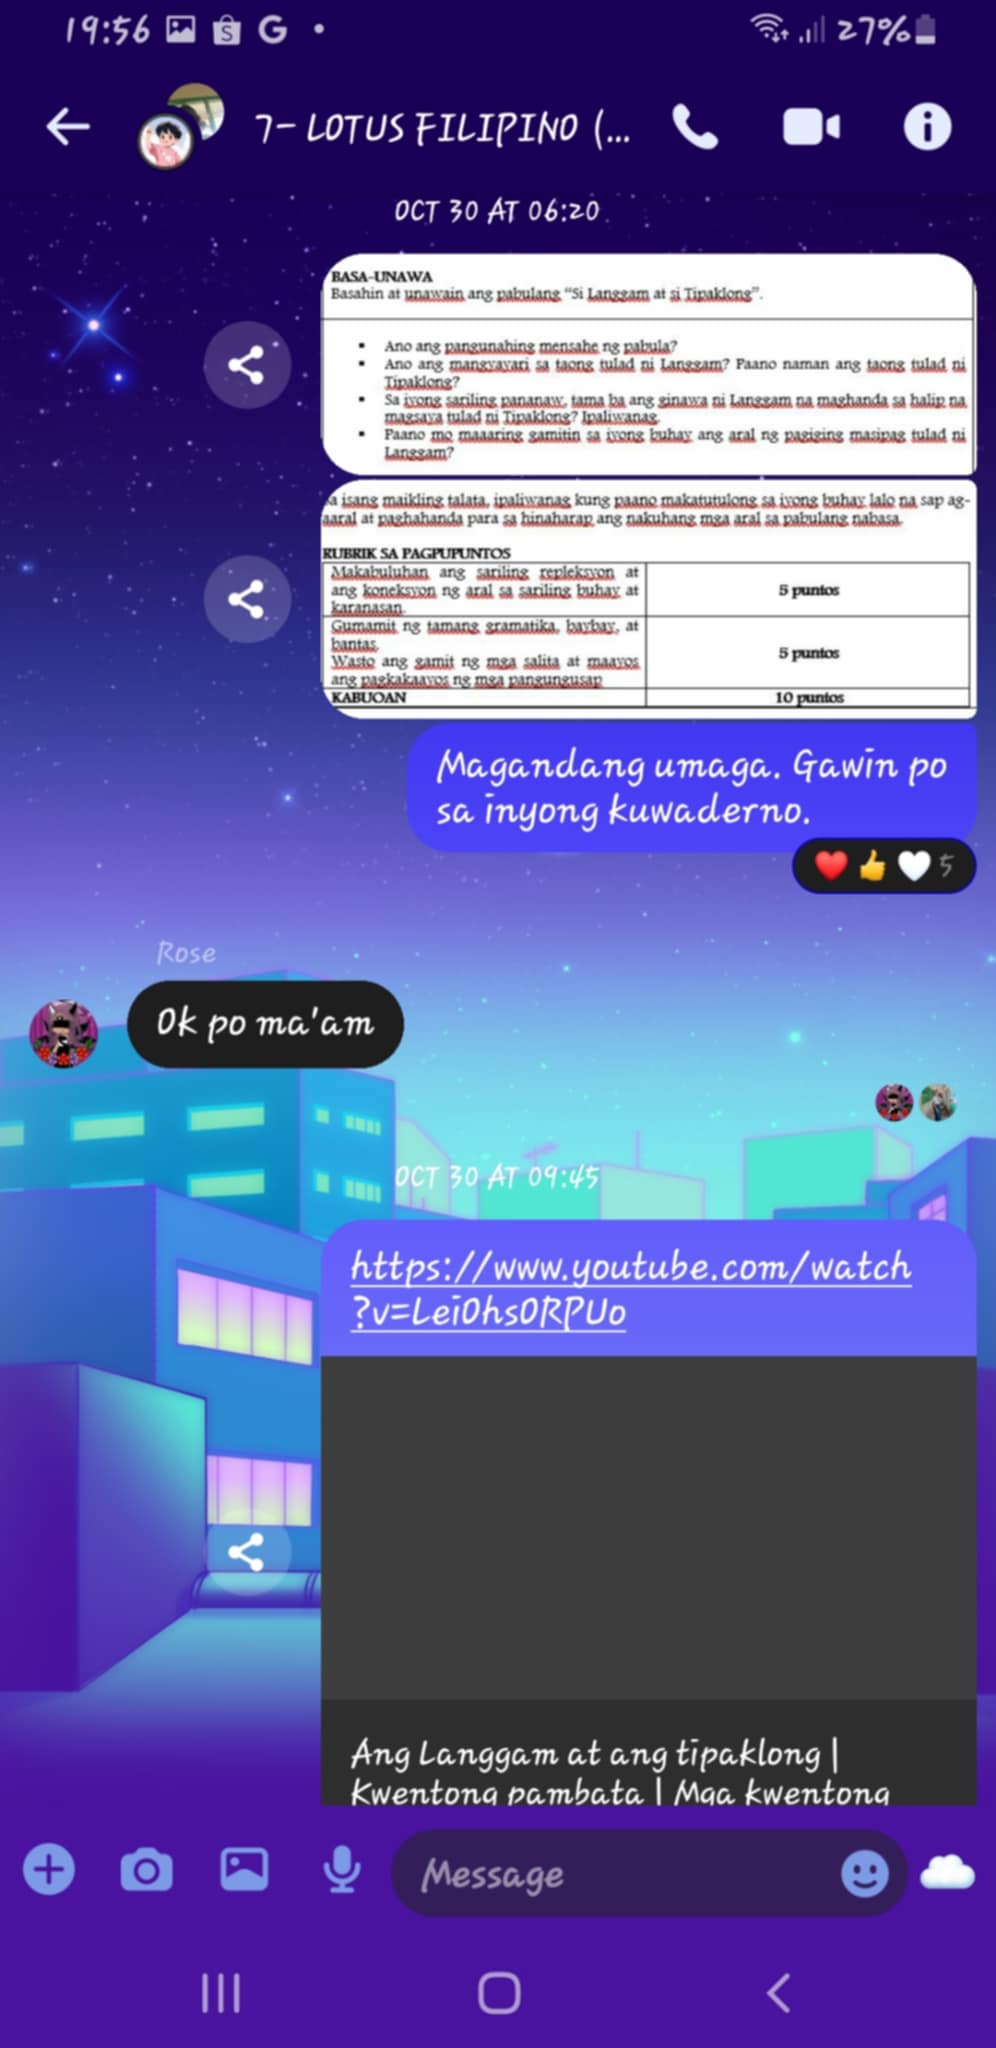 19:56
27%
7- LOTUS FILIPINO (...
OCT 30 AT 06:20
BASA-UNAWA
Basahin at unawain ang pabulang “Si Langgam at si Tipaklong”.
▪ Ano ang pangunahing mensahe ng pabula?
▪ Ano ang mangyayari sa taong tulad ni Langgam? Paano naman ang taong tulad ni
Tipaklong?
▪ Sa iyong sariling pananaw, tama ba ang ginawa ni Langgam na maghanda sa halip na
magsaya tulad ni Tipaklong? Ipaliwanag.
▪ Paano mo maaaring gamitin sa iyong buhay ang aral ng pagiging masipag tulad ni
Langgam?
a isang maikling talata, ipaliwanag kung paano makatutulong sa iyong buhay lalo na sap ag-
aaral at paghahanda para sa hinaharap ang nakuhang mga aral sa pabulang nabasa.
RUBRIK SA PAGPUPUNTOS
Makabuluhan ang sariling repleksyon at
ang koneksyon ng aral sa sariling buhay at
karanasan.
5 puntos
Gumamit ng tamang gramatika, baybay, at
bantas.
Wasto ang gamit ng mga salita at maayos
ang pagkakaayos ng mga pangungusap
5 puntos
KABUOAN
10 puntos
Magandang umaga. Gawin po
sa inyong kuwaderno.
5
Rose
Ok po ma'am
OCT 30 AT 09:45
https://www.youtube.com/watch
?v=Lei0hs0RPUo
Ang Langgam at ang tipaklong |
Kwentong pambata | Mga kwentong
Message